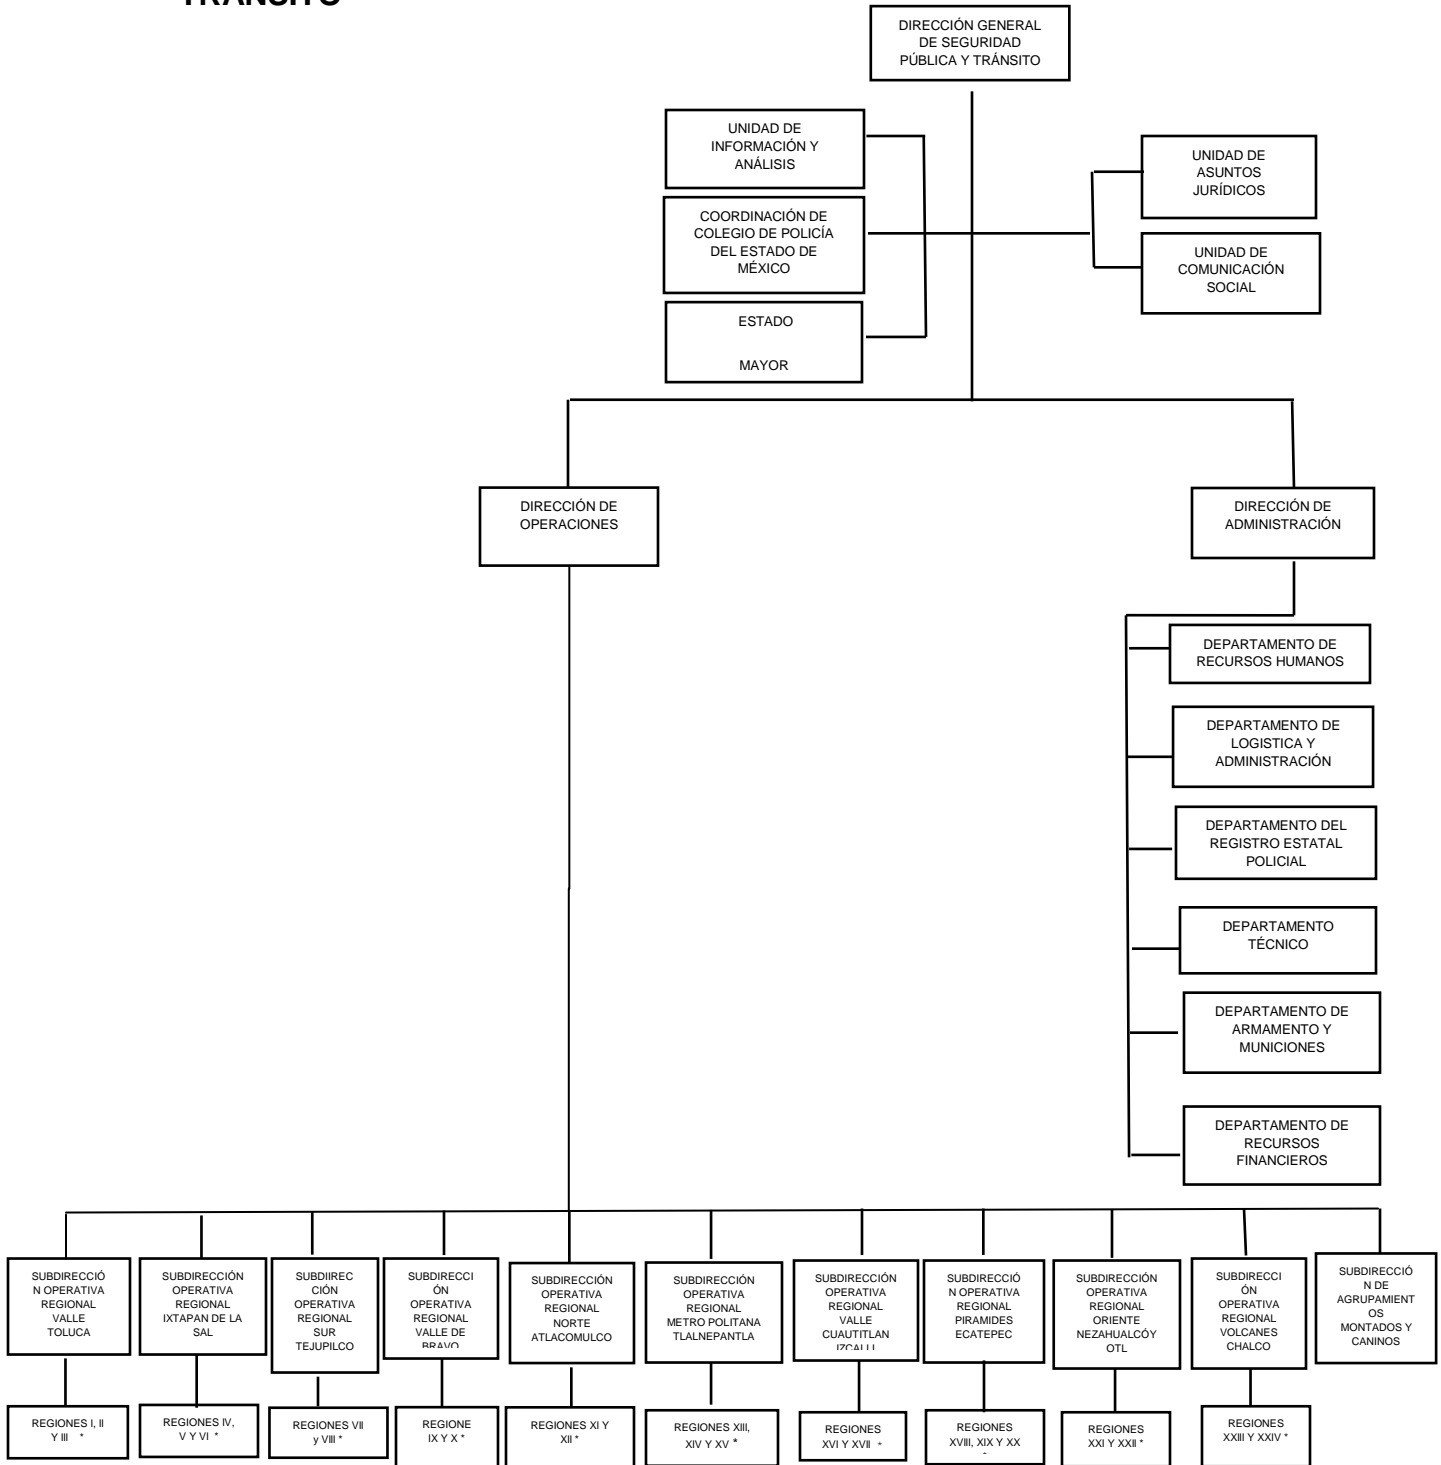 TRÁNSITO
DIRECCIÓN GENERAL
DE SEGURIDAD
PÚBLICA Y TRÁNSITO
UNIDAD DE
INFORMACIÓN Y
ANÁLISIS
UNIDAD DE
ASUNTOS
JURÍDICOS
COORDINACIÓN DE
COLEGIO DE POLICÍA
DEL ESTADO DE
MÉXICO
UNIDAD DE
COMUNICACIÓN
SOCIAL
ESTADO
MAYOR
DIRECCIÓN DE
OPERACIONES
DIRECCIÓN DE
ADMINISTRACIÓN
DEPARTAMENTO DE
RECURSOS HUMANOS
DEPARTAMENTO DE
LOGISTICA Y
ADMINISTRACIÓN
DEPARTAMENTO DEL
REGISTRO ESTATAL
POLICIAL
DEPARTAMENTO
TÉCNICO
DEPARTAMENTO DE
ARMAMENTO Y
MUNICIONES
DEPARTAMENTO DE
RECURSOS
FINANCIEROS
SUBDIRECCIÓ
N OPERATIVA
REGIONAL
VALLE
TOLUCA
SUBDIRECCIÓN
OPERATIVA
REGIONAL
IXTAPAN DE LA
SAL
SUBDIIREC
CIÓN
OPERATIVA
REGIONAL
SUR
TEJUPILCO
SUBDIRECCI
ÓN
OPERATIVA
REGIONAL
VALLE DE
BRAVO
SUBDIRECCIÓN
OPERATIVA
REGIONAL
NORTE
ATLACOMULCO
SUBDIRECCIÓN
OPERATIVA
REGIONAL
METRO POLITANA
TLALNEPANTLA
SUBDIRECCIÓN
OPERATIVA
REGIONAL
VALLE
CUAUTITLAN
IZCALLI
SUBDIRECCIÓ
N OPERATIVA
REGIONAL
PIRAMIDES
ECATEPEC
SUBDIRECCIÓN
OPERATIVA
REGIONAL
ORIENTE
NEZAHUALCÓY
OTL
SUBDIRECCI
ÓN
OPERATIVA
REGIONAL
VOLCANES
CHALCO
SUBDIRECCIÓ
N DE
AGRUPAMIENT
OS
MONTADOS Y
CANINOS
REGIONES I, II
Y III *
REGIONES IV,
V Y VI *
REGIONES VII
y VIII *
REGIONE
IX Y X *
REGIONES XI Y
XII *
REGIONES XIII,
XIV Y XV *
REGIONES
XVI Y XVII *
REGIONES
XVIII, XIX Y XX
*
REGIONES
XXI Y XXII *
REGIONES
XXIII Y XXIV *